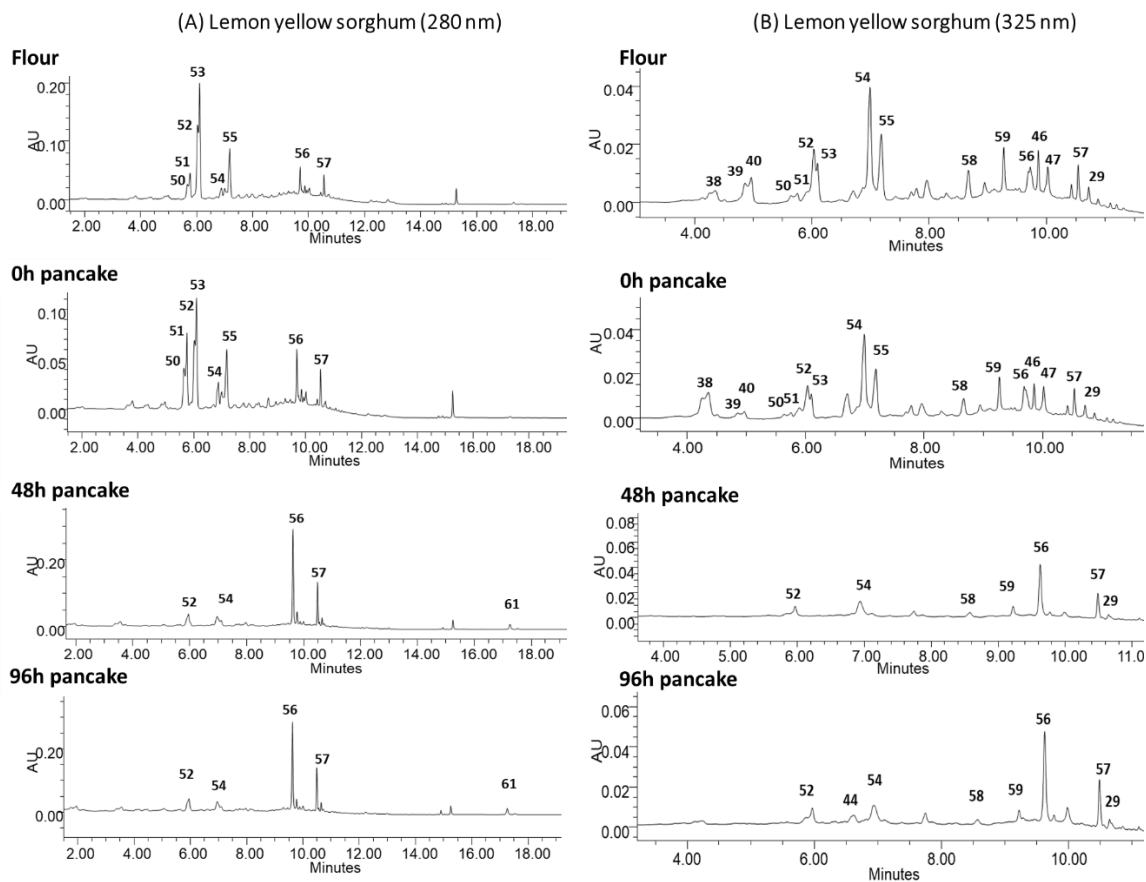 (A) Lemon yellow sorghum (280 nm)
Flour
0.20
0.10
0.00
AU
50
51
52
53
54
55
56
57
2.00 4.00 6.00 8.00 10.00 12.00 14.00 16.00 18.00
Minutes
0h pancake
0.10
0.05
0.00
AU
50
51
52
53
54
55
56
57
2.00 4.00 6.00 8.00 10.00 12.00 14.00 16.00 18.00
Minutes
48h pancake
0.20
0.00
AU
52
54
56
57
61
2.00 4.00 6.00 8.00 10.00 12.00 14.00 16.00 18.00
Minutes
96h pancake
0.20
0.00
AU
52
54
56
57
61
2.00 4.00 6.00 8.00 10.00 12.00 14.00 16.00 18.00
Minutes
(B) Lemon yellow sorghum (325 nm)
Flour
0.04
0.02
0.00
AU
38
39
40
50
51
52
53
54
55
58
59
56
46
47
57
29
4.00 6.00 8.00 10.00
Minutes
0h pancake
0.04
0.02
0.00
AU
38
39
40
50
51
52
53
54
55
58
59
56
46
47
57
29
4.00 6.00 8.00 10.00
Minutes
48h pancake
0.08
0.06
0.04
0.02
0.00
AU
52
54
58
59
56
57
29
4.00 5.00 6.00 7.00 8.00 9.00 10.00 11.0
Minutes
96h pancake
0.06
0.04
0.02
0.00
AU
52
44
54
58
59
56
57
29
4.00 6.00 8.00 10.00
Minutes